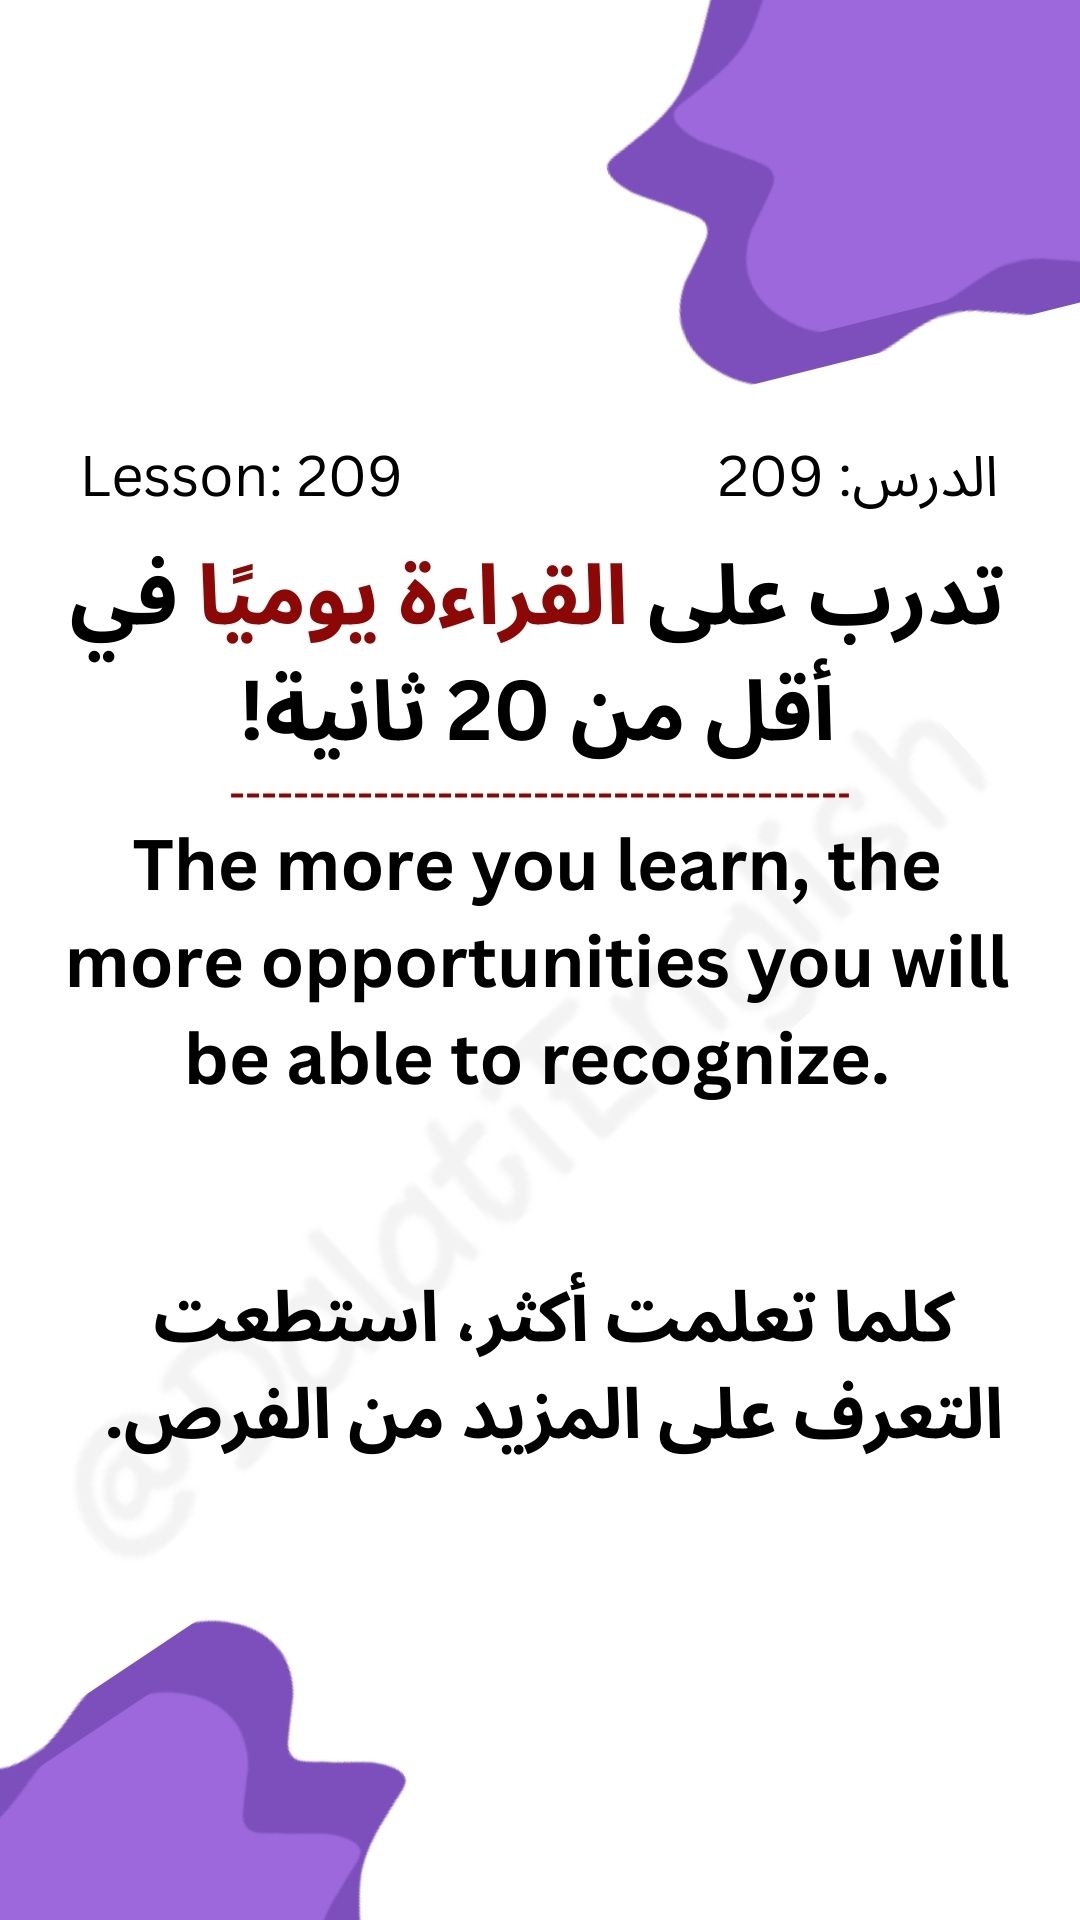 Lesson: 209
الدرس: 209
تدرب على القراءة يوميًا في
أقل من 20 ثانية!
---------------------------------------
The more you learn, the
more opportunities you will
be able to recognize.
كلما تعلمت أكثر، استطعت
التعرف على المزيد من الفرص.
@DalatiEnglish